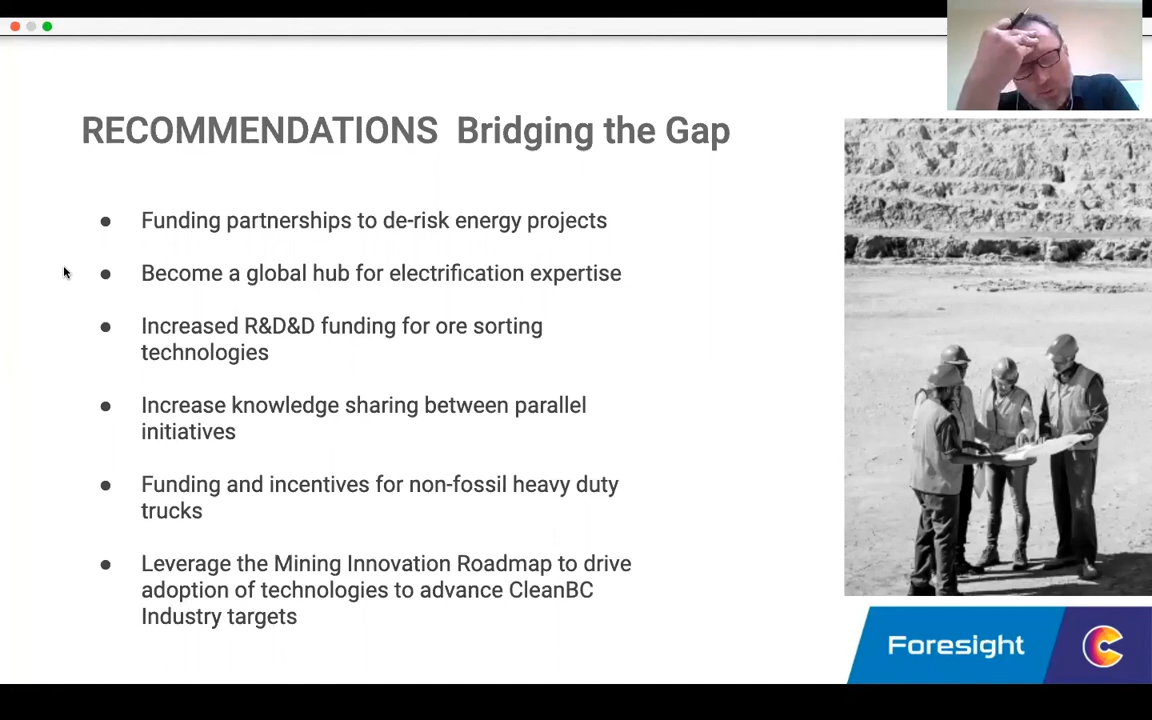 RECOMMENDATIONS Bridging the Gap
● Funding partnerships to de-risk energy projects
● Become a global hub for electrification expertise
● Increased R&D&D funding for ore sorting
technologies
● Increase knowledge sharing between parallel
initiatives
● Funding and incentives for non-fossil heavy duty
trucks
● Leverage the Mining Innovation Roadmap to drive
adoption of technologies to advance CleanBC
Industry targets
Foresight